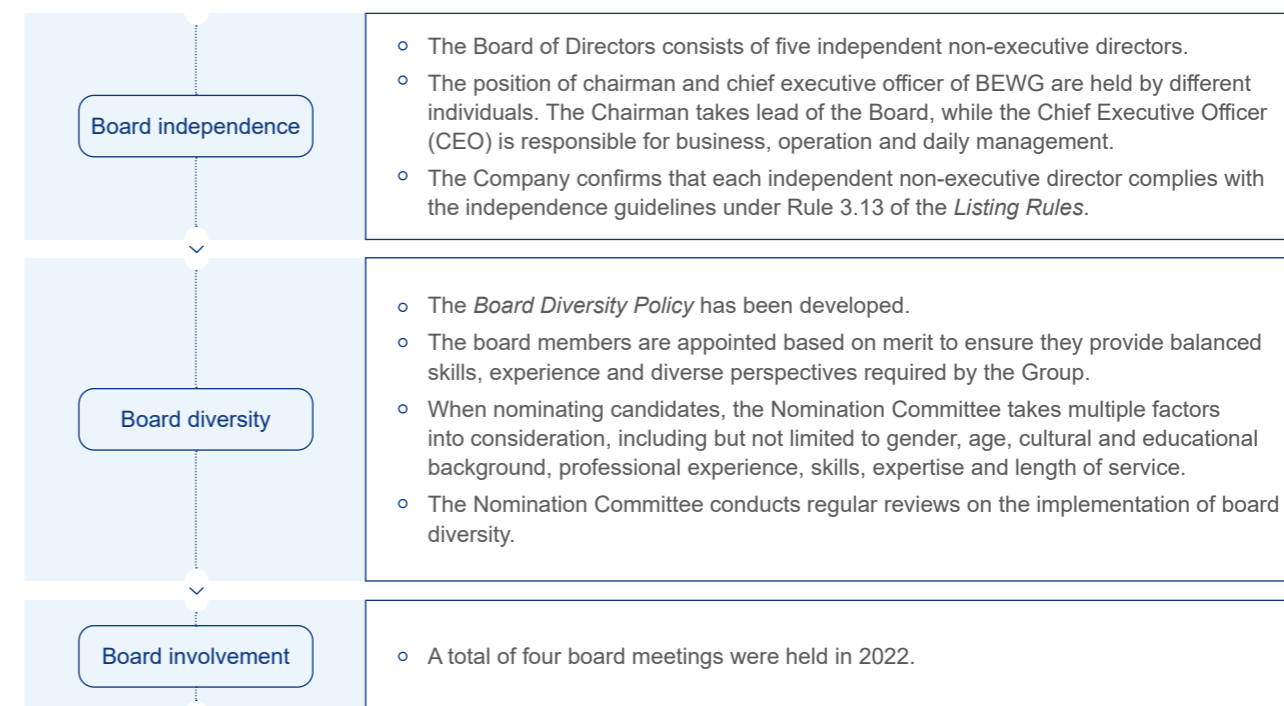 Board independence
The Board of Directors consists of five independent non-executive directors.
The position of chairman and chief executive officer of BEWG are held by different
individuals. The Chairman takes lead of the Board, while the Chief Executive Officer
(CEO) is responsible for business, operation and daily management.
The Company confirms that each independent non-executive director complies with
the independence guidelines under Rule 3.13 of the Listing Rules.
Board diversity
The Board Diversity Policy has been developed.
The board members are appointed based on merit to ensure they provide balanced
skills, experience and diverse perspectives required by the Group.
When nominating candidates, the Nomination Committee takes multiple factors
into consideration, including but not limited to gender, age, cultural and educational
background, professional experience, skills, expertise and length of service.
The Nomination Committee conducts regular reviews on the implementation of board
diversity.
Board involvement
A total of four board meetings were held in 2022.